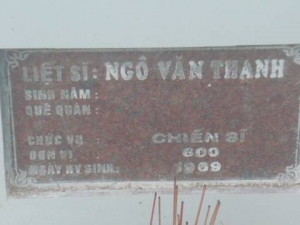 LIỆT SĨ: NGÔ VĂN THANH
SINH NĂM:
QUÊ QUÁN:
CHỨC VỤ: CHIẾN SĨ
ĐƠN VỊ: 600
NGÀY HY SINH: 1969